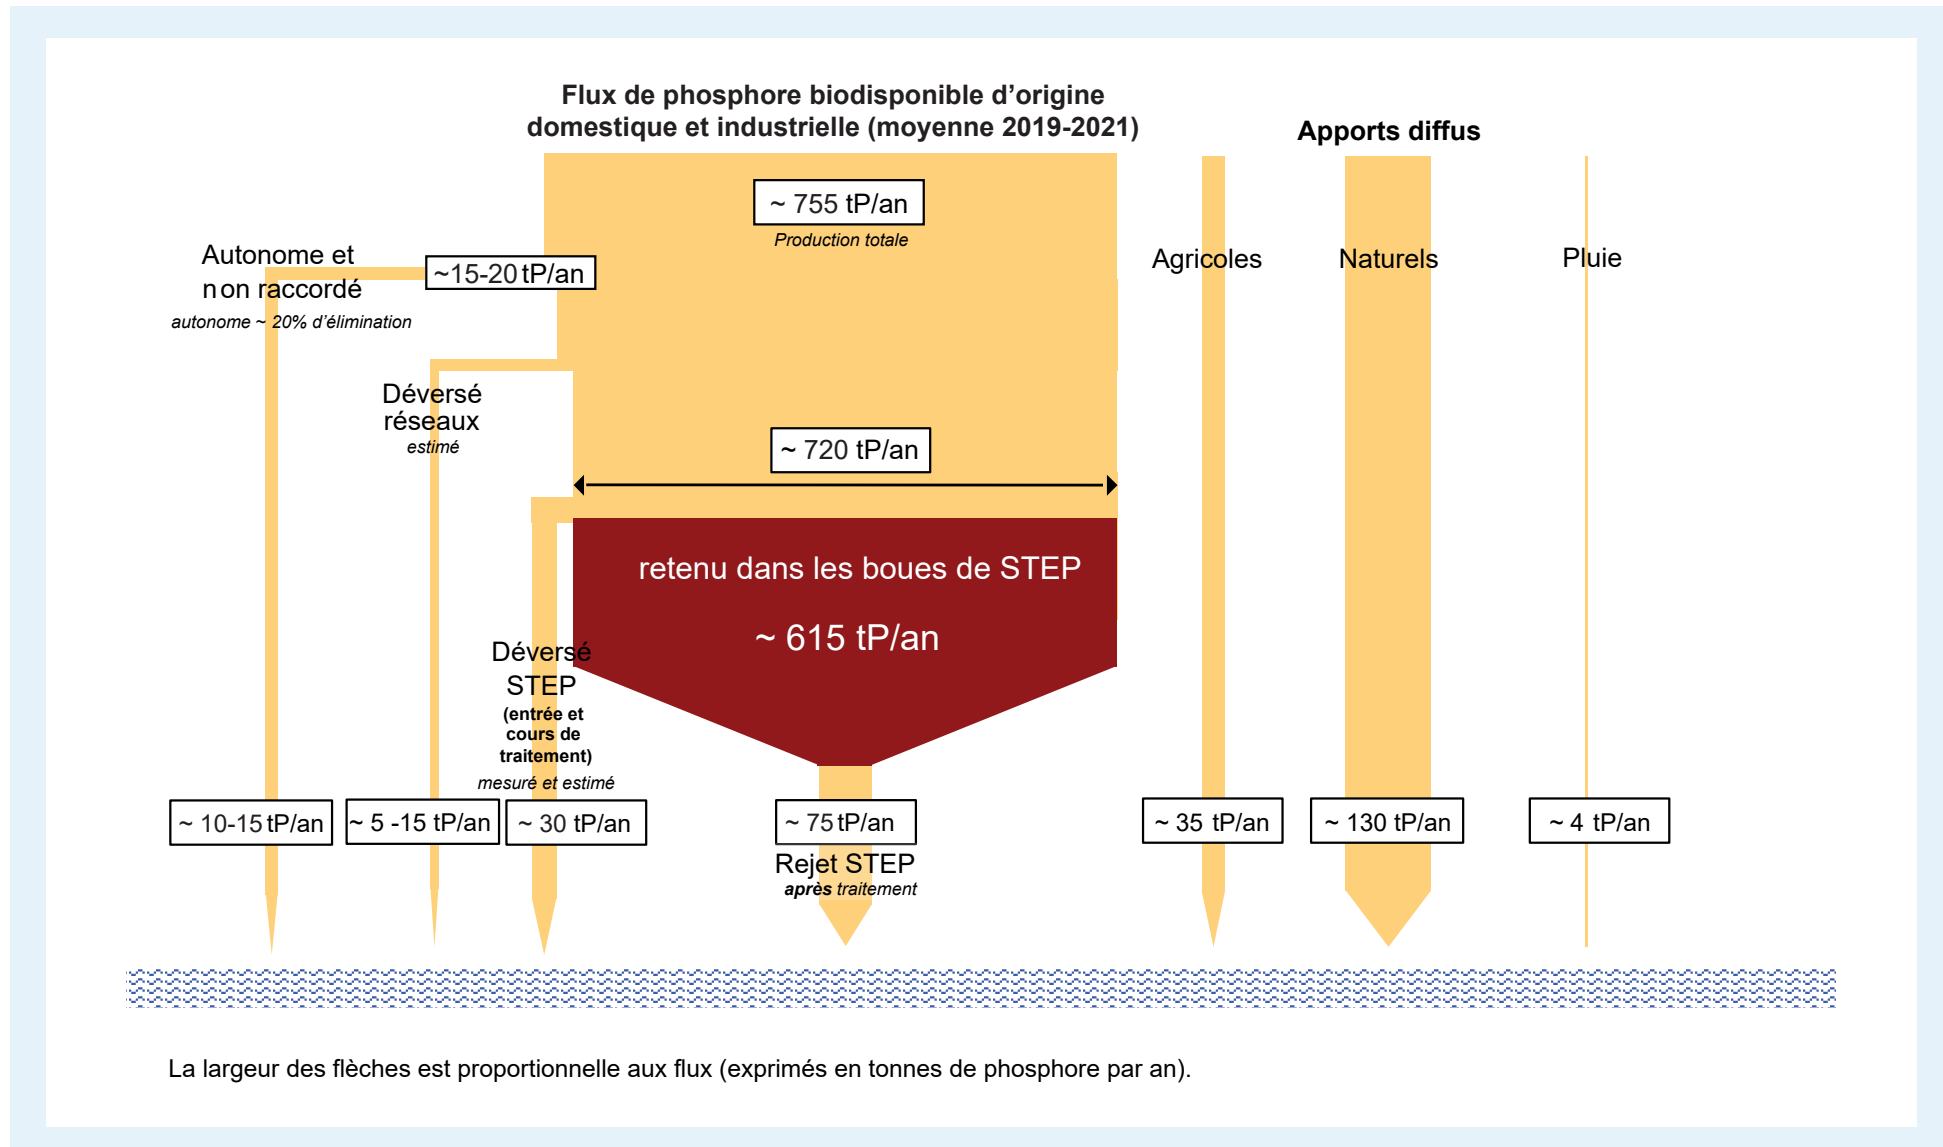 Flux de phosphore biodisponible d’origine
domestique et industrielle (moyenne 2019-2021)
Apports diffus
~ 755 tP/an
Production totale
Autonome et
non raccordé
autonome ~ 20% d’élimination
~15-20 tP/an
Agricoles
Naturels
Pluie
Déversé
réseaux
estimé
~ 720 tP/an
retenu dans les boues de STEP
~ 615 tP/an
Déversé
STEP
(entrée et
cours de
traitement)
mesuré et estimé
~ 10-15 tP/an
~ 5 -15 tP/an
~ 30 tP/an
~ 75 tP/an
~ 35 tP/an
~ 130 tP/an
~ 4 tP/an
Rejet STEP
après traitement
La largeur des flèches est proportionnelle aux flux (exprimés en tonnes de phosphore par an).